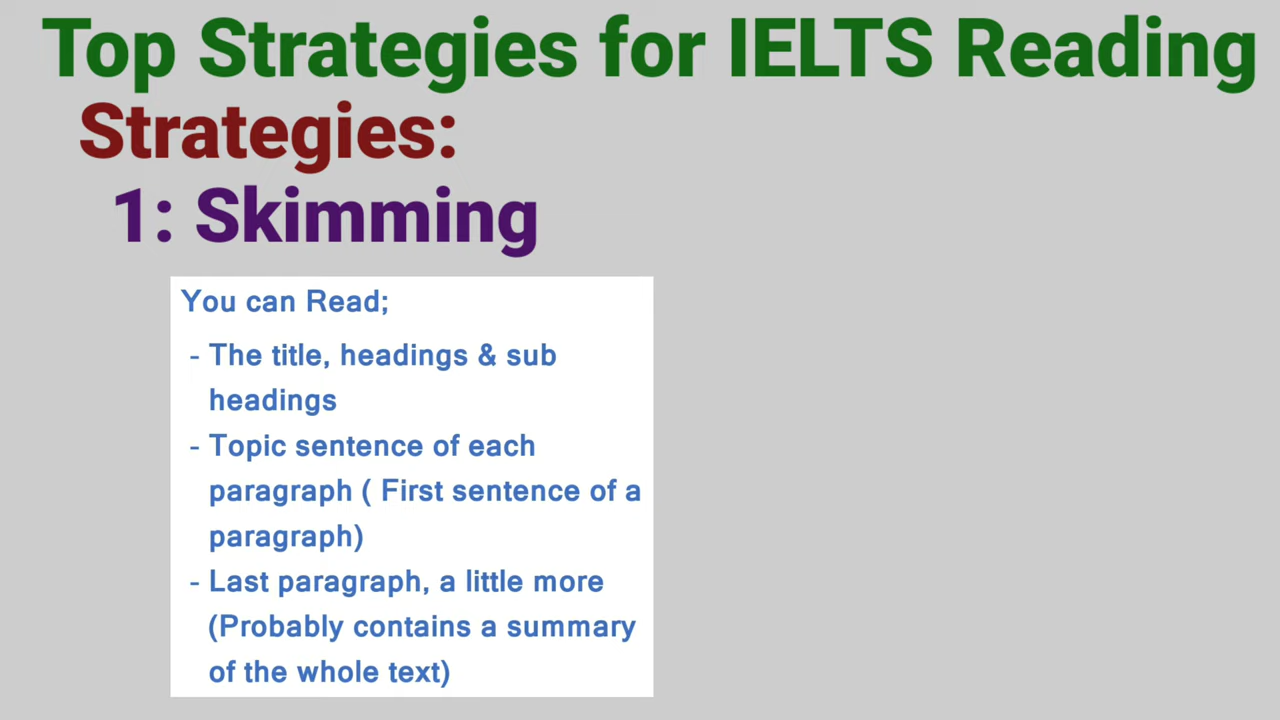 Top Strategies for IELTS Reading
Strategies:
1: Skimming
You can Read;
- The title, headings & sub
headings
- Topic sentence of each
paragraph ( First sentence of a
paragraph)
- Last paragraph, a little more
(Probably contains a summary
of the whole text)